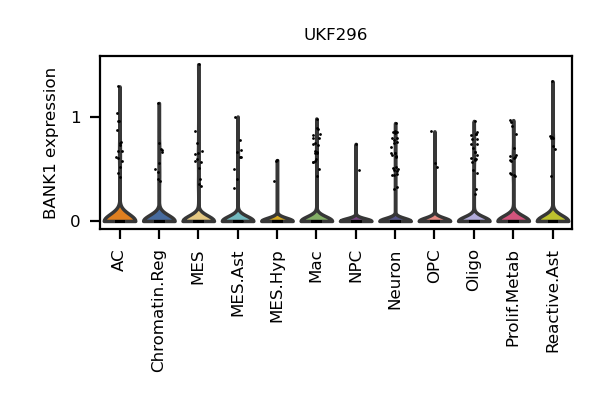 UKF296
BANK1 expression
1
0
AC
Chromatin.Reg
MES
MES.Ast
MES.Hyp
Mac
NPC
Neuron
OPC
Oligo
Prolif.Metab
Reactive.Ast